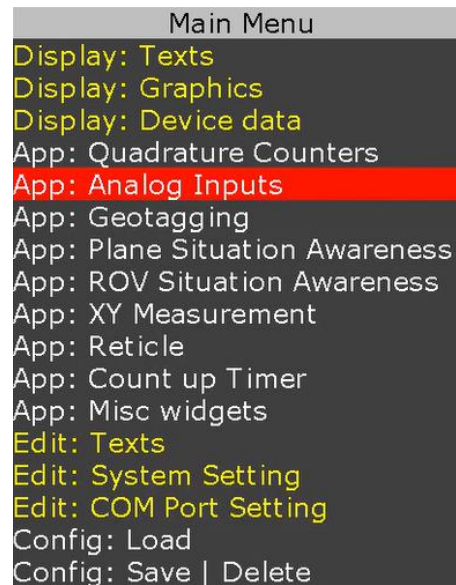 Main Menu
Display: Texts
Display: Graphics
Display: Device data
App: Quadrature Counters
App: Analog Inputs
App: Geotagging
App: Plane Situation Awareness
App: ROV Situation Awareness
App: XY Measurement
App: Reticle
App: Count up Timer
App: Misc widgets
Edit: Texts
Edit: System Setting
Edit: COM Port Setting
Config: Load
Config: Save | Delete